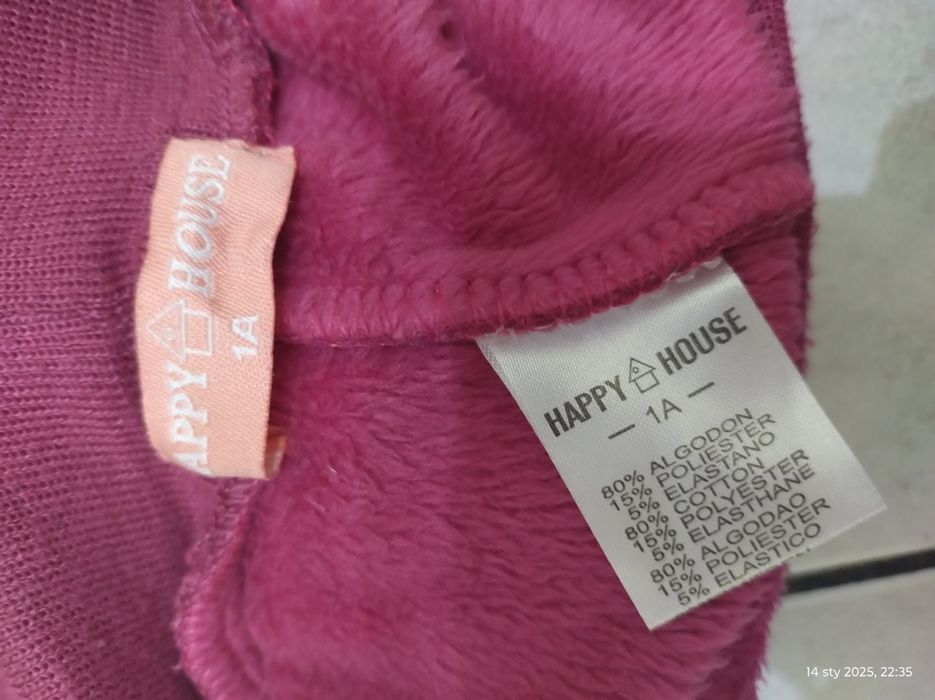 HAPPY HOUSE
1A
HAPPY HOUSE
— 1A —
80% ALGODON
15% POLIESTER
5% ELASTANO
80% COTTON
15% POLYESTER
5% ELASTHANE
80% ALGODAO
15% POLIESTER
5% ELASTICO
14 sty 2025, 22:35